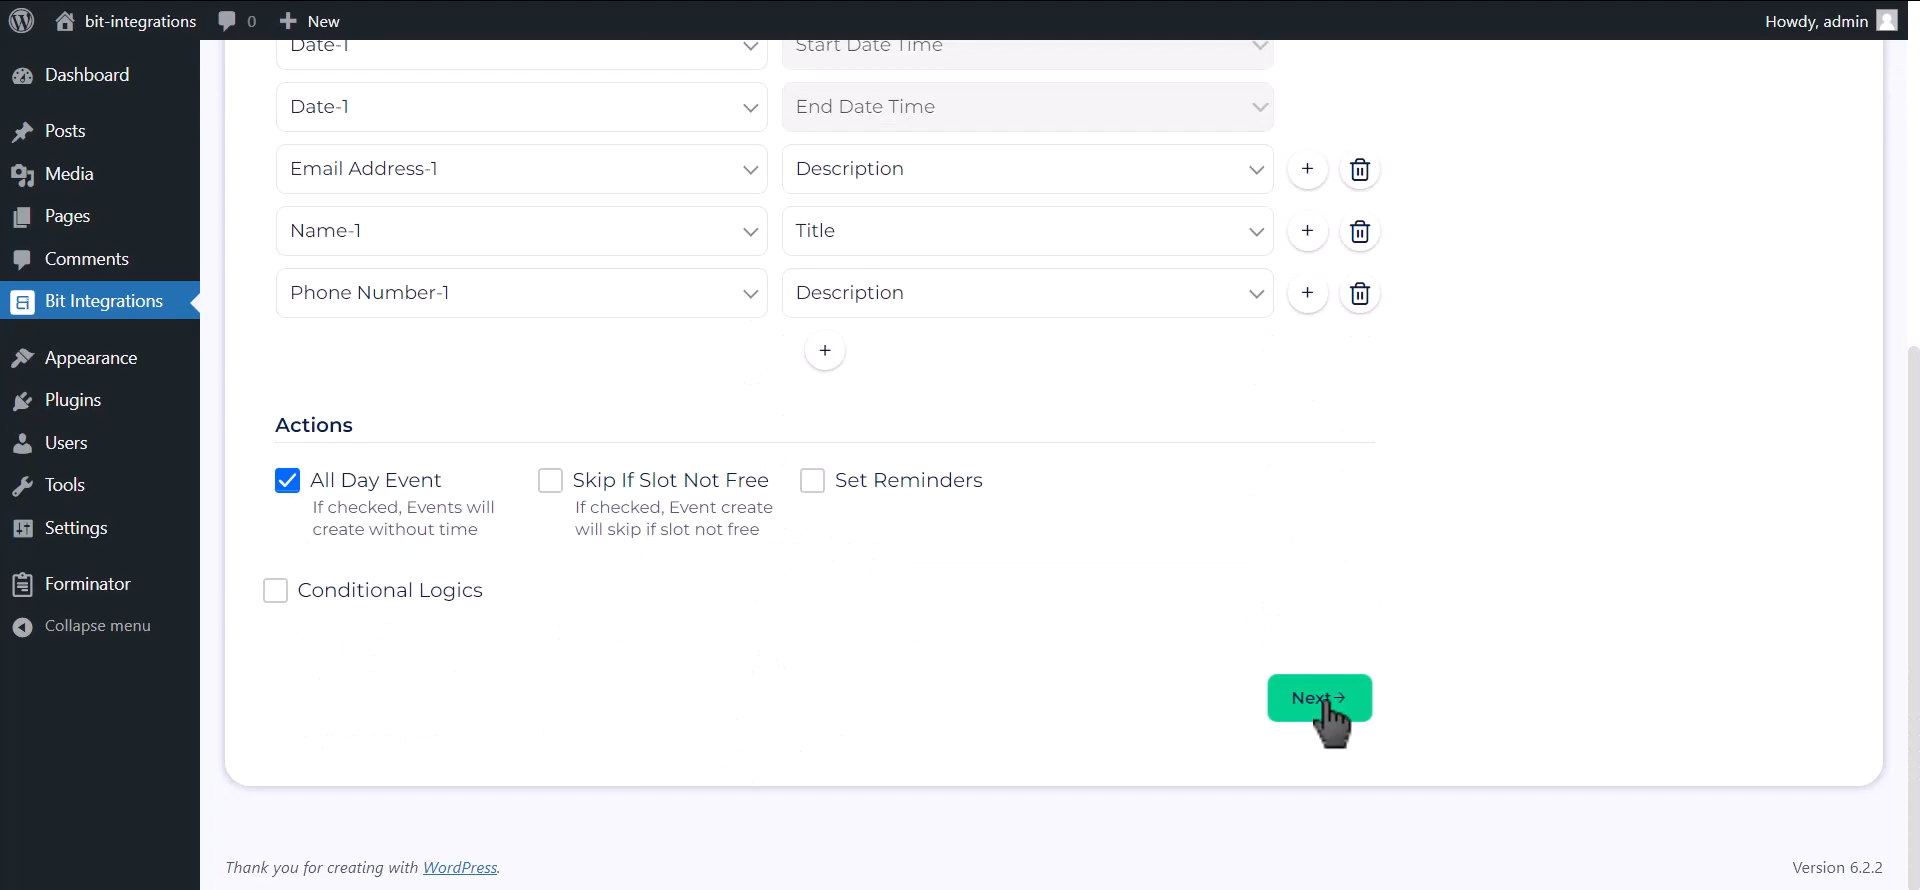 bit-integrations 0 New Howdy, admin
Dashboard
Posts
Media
Pages
Comments
Bit Integrations
Appearance
Plugins
Users
Tools
Settings
Forminator
Collapse menu
Date-1 Start Date Time
Date-1 End Date Time
Email Address-1 Description
Name-1 Title
Phone Number-1 Description
Actions
All Day Event
If checked, Events will
create without time
Skip If Slot Not Free
If checked, Event create
will skip if slot not free
Set Reminders
Conditional Logics
Next
Thank you for creating with WordPress. Version 6.2.2